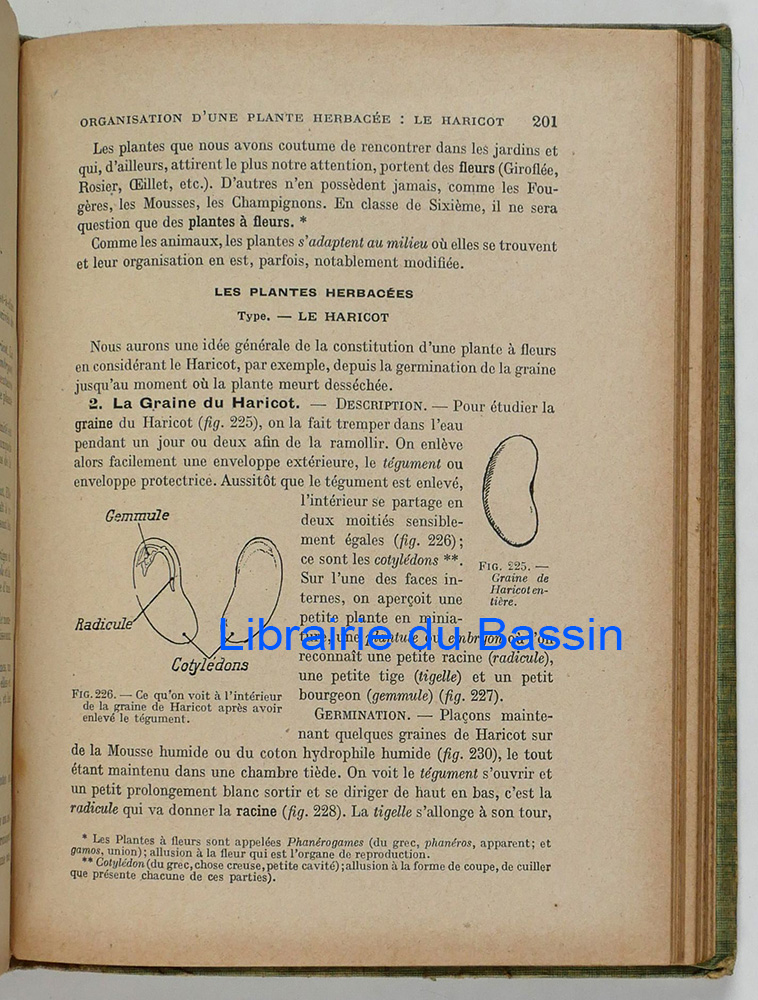 ORGANISATION D'UNE PLANTE HERBACÉE : LE HARICOT 201
Les plantes que nous avons coutume de rencontrer dans les jardins et
qui, d'ailleurs, attirent le plus notre attention, portent des fleurs (Giroflée,
Rosier, Œillet, etc.). D'autres n'en possèdent jamais, comme les Fou-
gères, les Mousses, les Champignons. En classe de Sixième, il ne sera
question que des plantes à fleurs. *
Comme les animaux, les plantes s'adaptent au milieu où elles se trouvent
et leur organisation en est, parfois, notablement modifiée.
LES PLANTES HERBACÉES
Type. — LE HARICOT
Nous aurons une idée générale de la constitution d'une plante à fleurs
en considérant le Haricot, par exemple, depuis la germination de la graine
jusqu'au moment où la plante meurt desséchée.
2. La Graine du Haricot. — DESCRIPTION. — Pour étudier la
graine du Haricot (fig. 225), on la fait tremper dans l'eau
pendant un jour ou deux afin de la ramollir. On enlève
alors facilement une enveloppe extérieure, le tégument ou
enveloppe protectrice. Aussitôt que le tégument est enlevé,
l'intérieur se partage en
deux moitiés sensible-
ment égales (fig. 226);
ce sont les cotylédons **.
Sur l'une des faces in-
ternes, on aperçoit une
petite plante en minia-
ture, une plantule ou embryon où l'on
reconnaît une petite racine (radicule),
une petite tige (tigelle) et un petit
bourgeon (gemmule) (fig. 227).
FIG. 225. —
Graine de
Haricot en-
tière.
Gemmule
Radicule
Cotylédons
FIG. 226. — Ce qu'on voit à l'intérieur
de la graine de Haricot après avoir
enlevé le tégument.
Librairie du Bassin
GERMINATION. — Plaçons mainte-
nant quelques graines de Haricot sur
de la Mousse humide ou du coton hydrophile humide (fig. 230), le tout
étant maintenu dans une chambre tiède. On voit le tégument s'ouvrir et
un petit prolongement blanc sortir et se diriger de haut en bas, c'est la
radicule qui va donner la racine (fig. 228). La tigelle s'allonge à son tour,
* Les Plantes à fleurs sont appelées Phanérogames (du grec, phanéros, apparent; et
gamos, union); allusion à la fleur qui est l'organe de reproduction.
** Cotylédon (du grec, chose creuse, petite cavité); allusion à la forme de coupe, de cuiller
que présente chacune de ces parties).